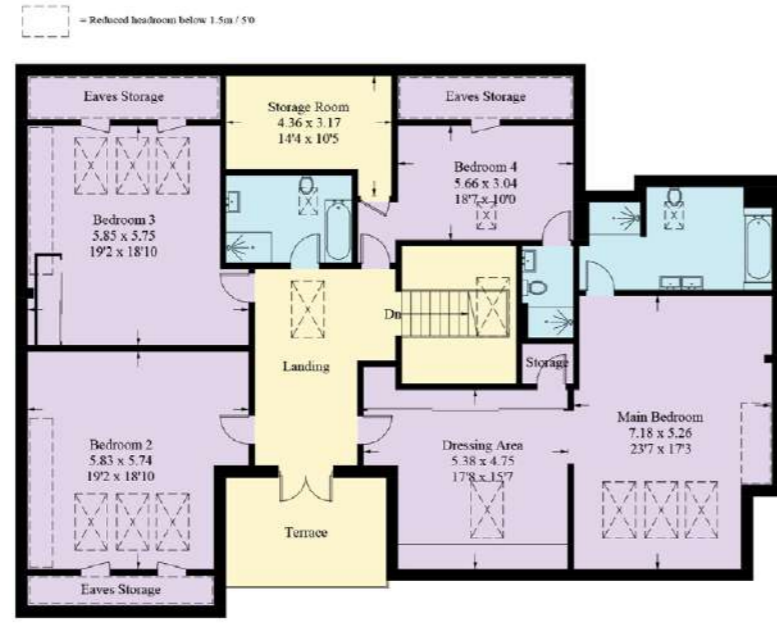 = Reduced headroom below 1.5m / 5'0
Eaves Storage
Storage Room
4.36 x 3.17
14'4 x 10'5
Eaves Storage
Bedroom 4
5.66 x 3.04
18'7 x 10'0
Bedroom 3
5.85 x 5.75
19'2 x 18'10
Dn
Landing
Storage
Bedroom 2
5.83 x 5.74
19'2 x 18'10
Dressing Area
5.38 x 4.75
17'8 x 15'7
Main Bedroom
7.18 x 5.26
23'7 x 17'3
Terrace
Eaves Storage